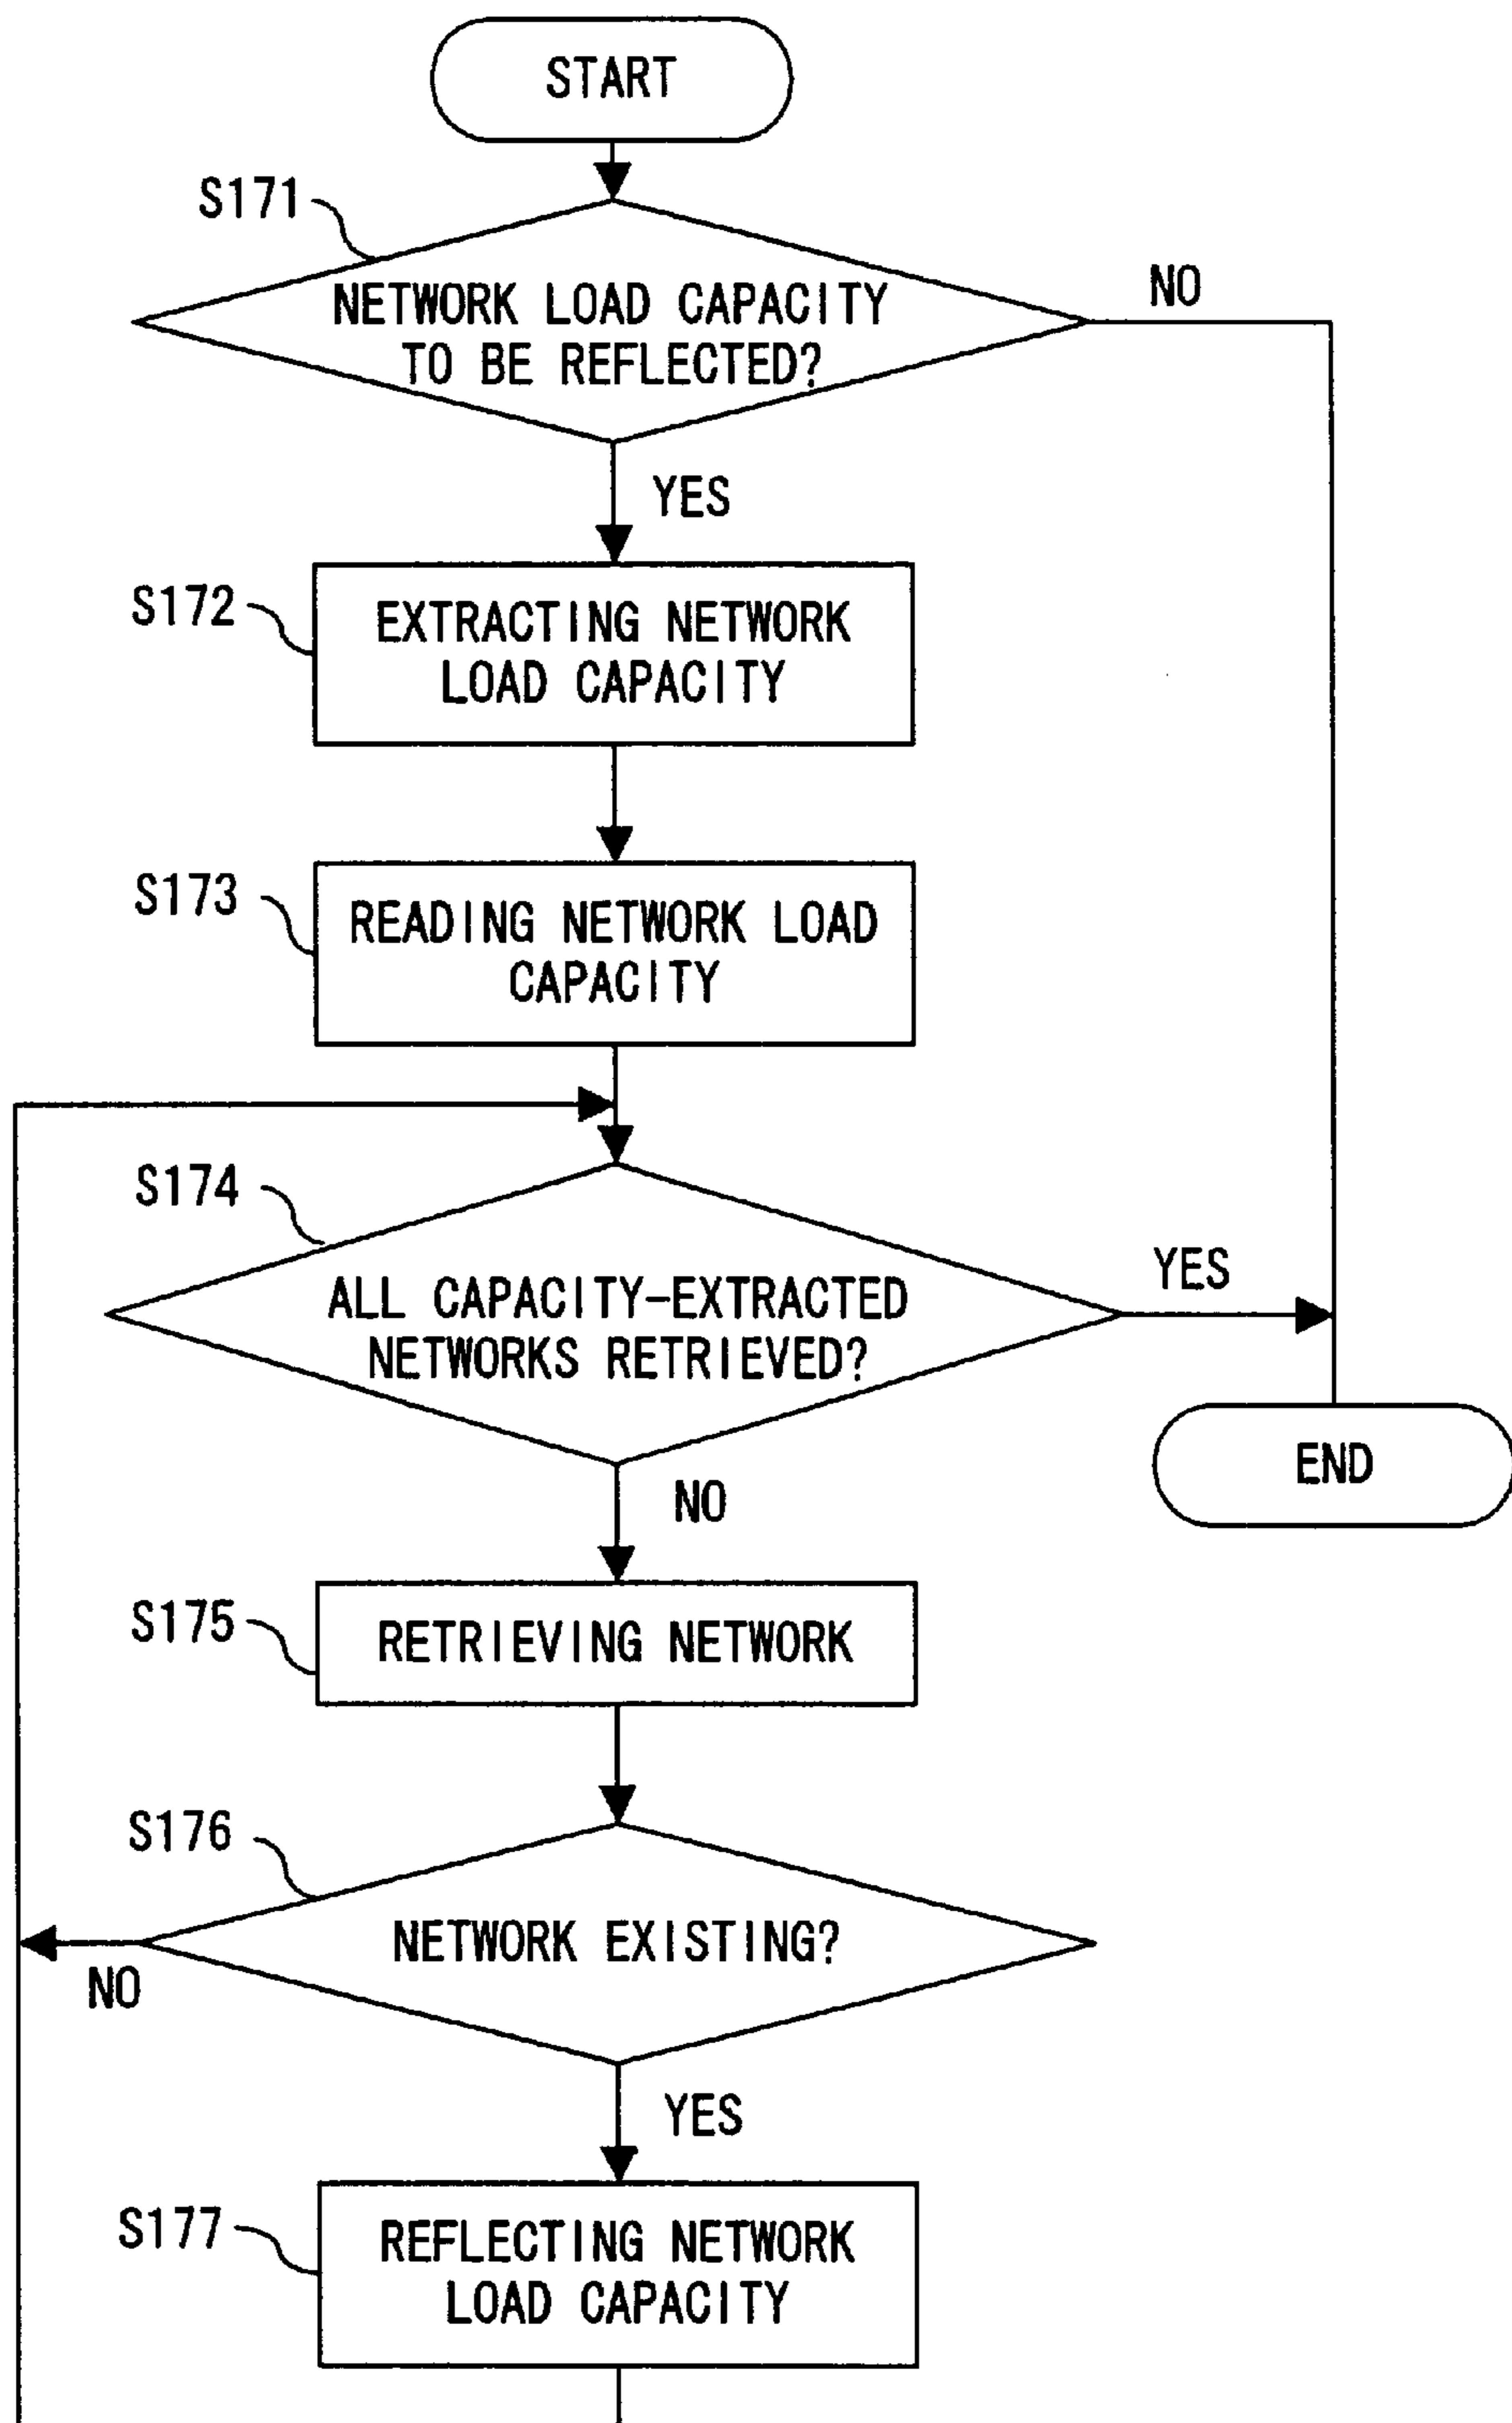 START
S171
NETWORK LOAD CAPACITY
TO BE REFLECTED?
NO
YES
S172
EXTRACTING NETWORK
LOAD CAPACITY
S173
READING NETWORK LOAD
CAPACITY
S174
ALL CAPACITY-EXTRACTED
NETWORKS RETRIEVED?
YES
END
NO
S175
RETRIEVING NETWORK
S176
NETWORK EXISTING?
NO
YES
S177
REFLECTING NETWORK
LOAD CAPACITY